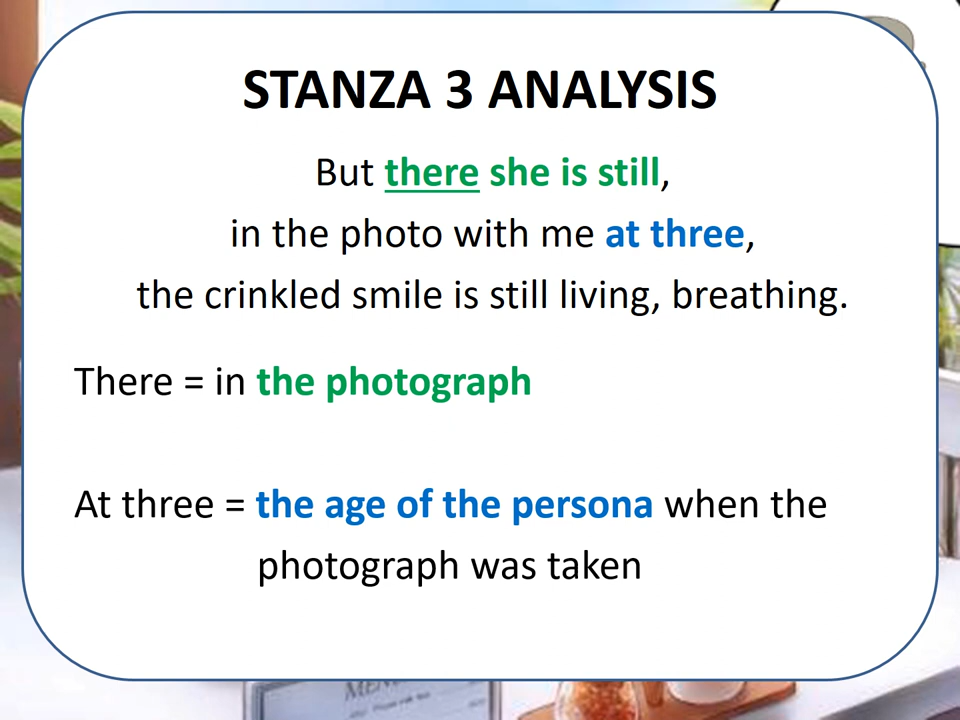 STANZA 3 ANALYSIS
But there she is still,
in the photo with me at three,
the crinkled smile is still living, breathing.
There = in the photograph
At three = the age of the persona when the
photograph was taken